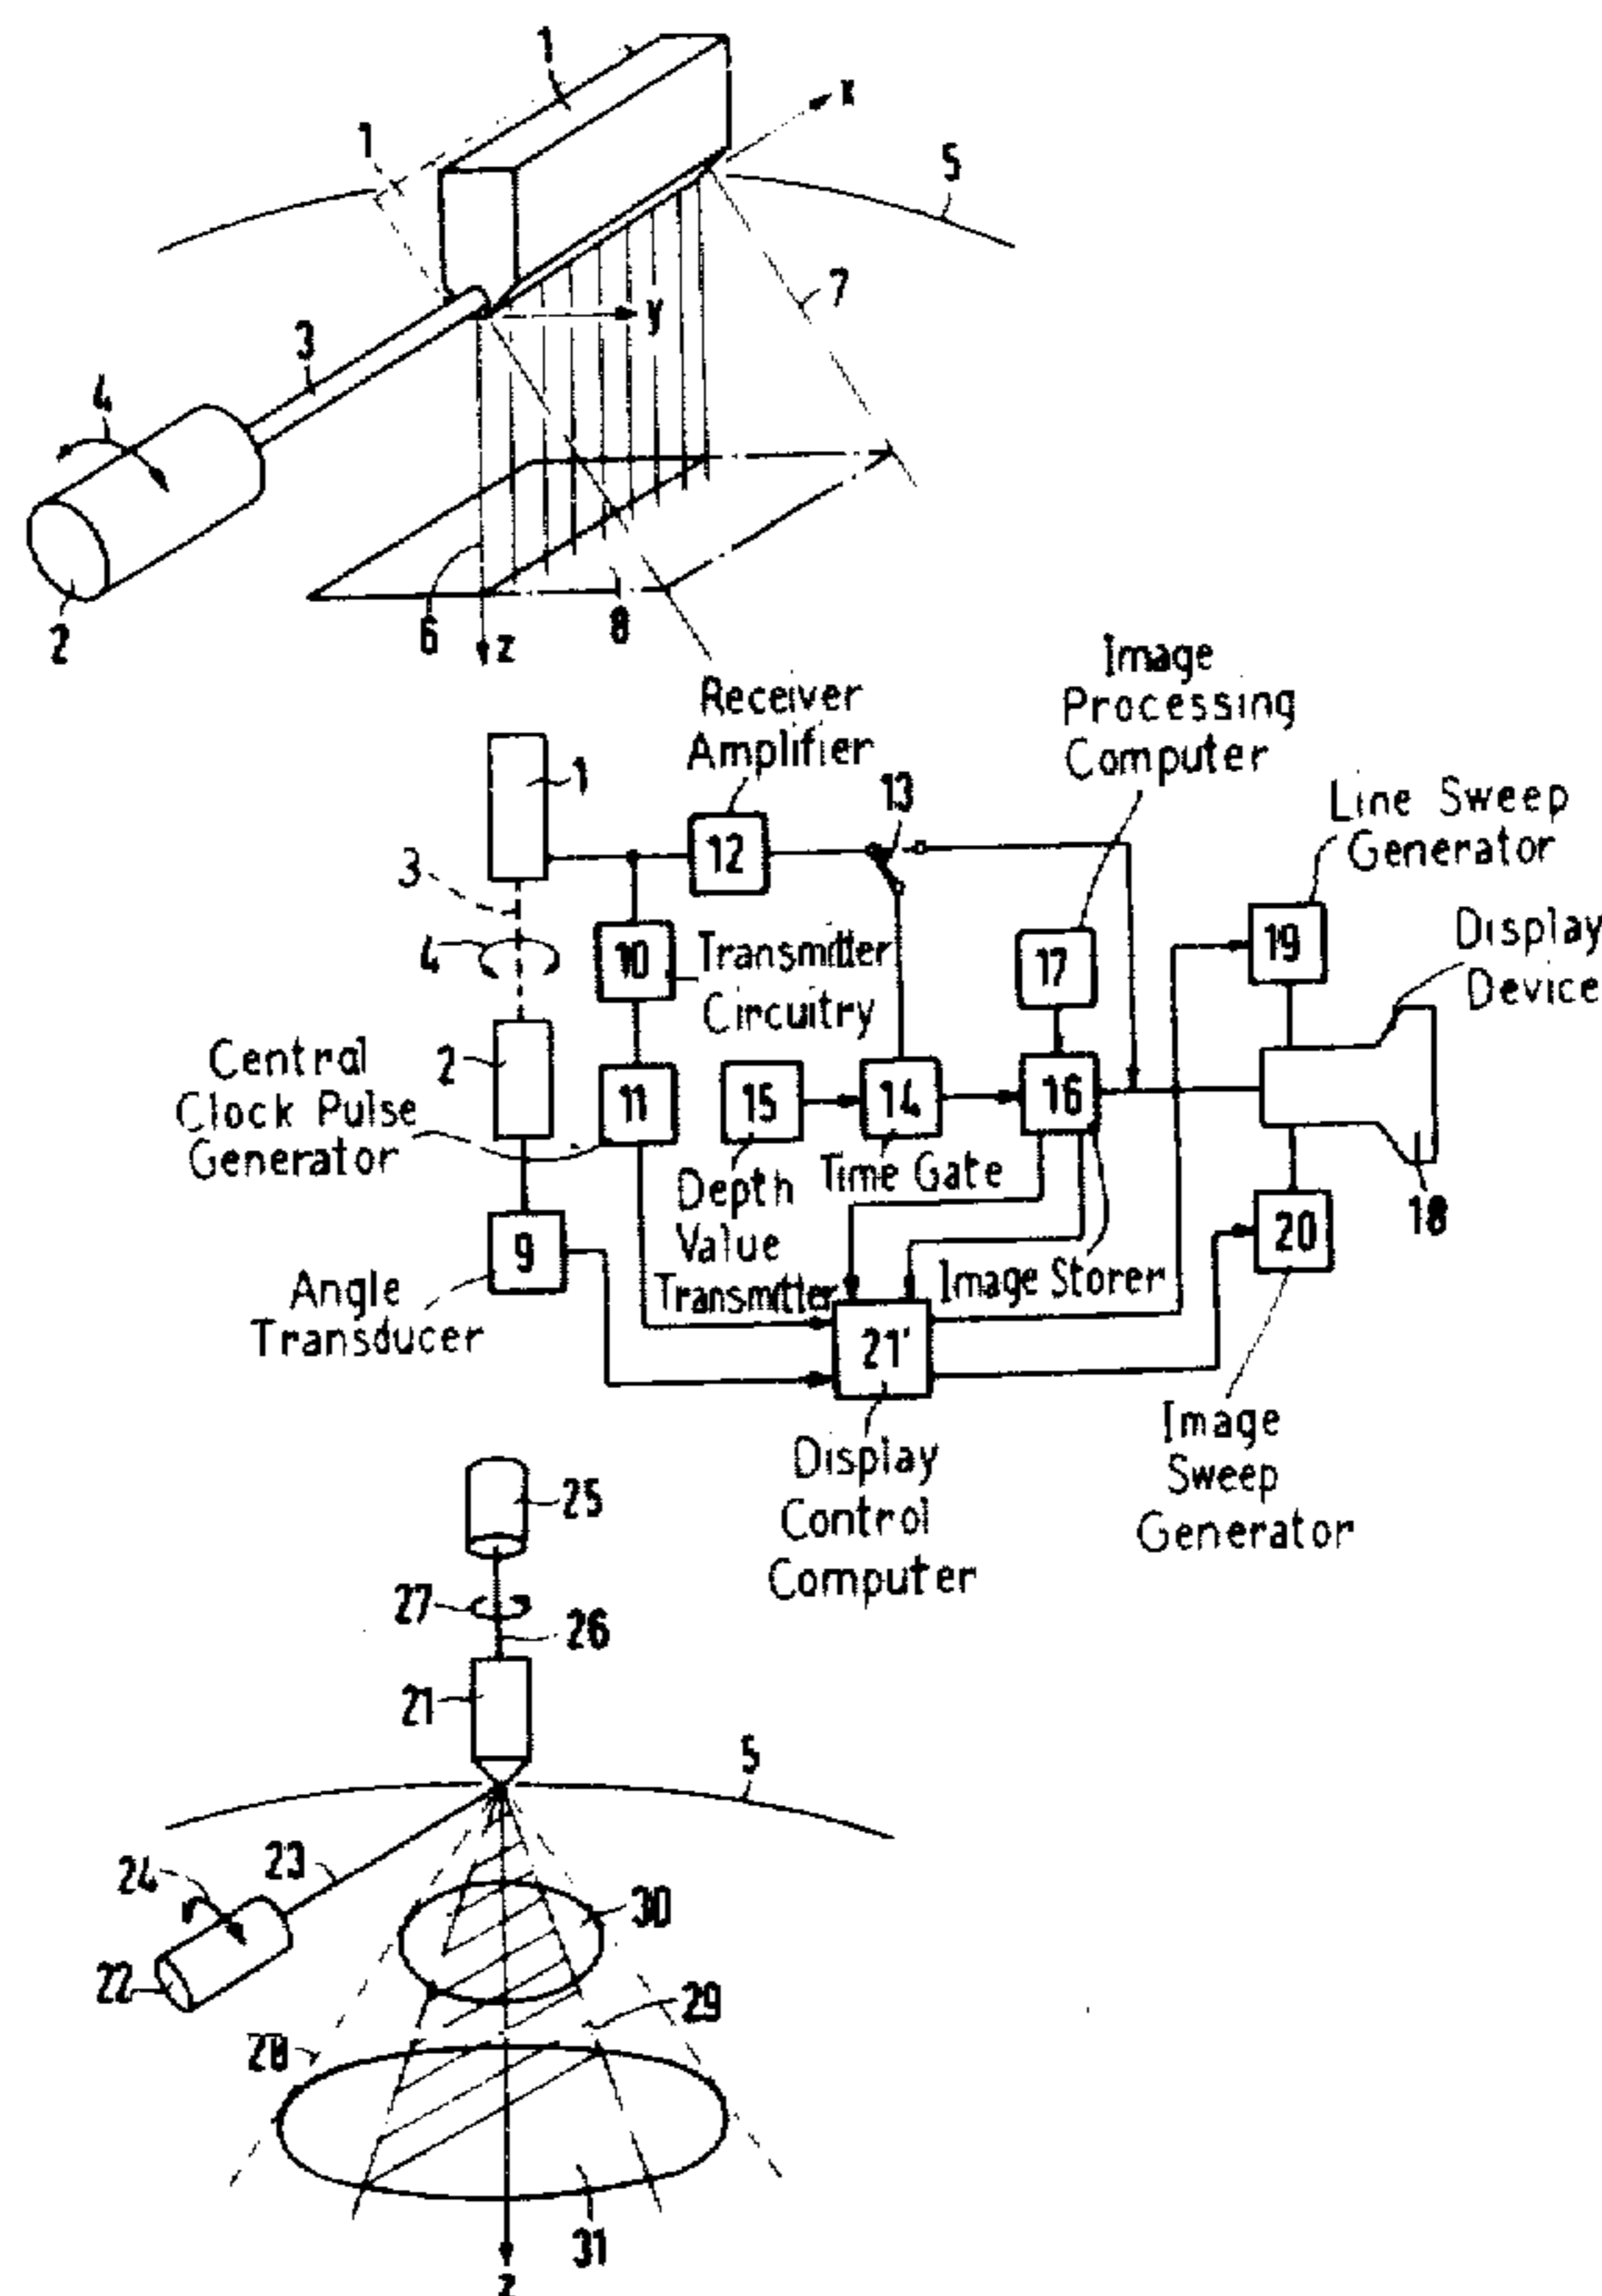 1
1
x
5
7
3
y
4
2
6
z
8
Image
Processing
Computer
Receiver
Amplifier
1
13
Line Sweep
Generator
12
3
19
Display
Device
4
10
Transmitter
Circuitry
17
Central
Clock Pulse
Generator
2
11
15
14
16
Depth
Value
Transmitter
Time Gate
18
9
20
Angle
Transducer
Image Storer
21'
Image
Sweep
Generator
Display
Control
Computer
25
27
26
21
5
24
23
30
22
29
28
31
z